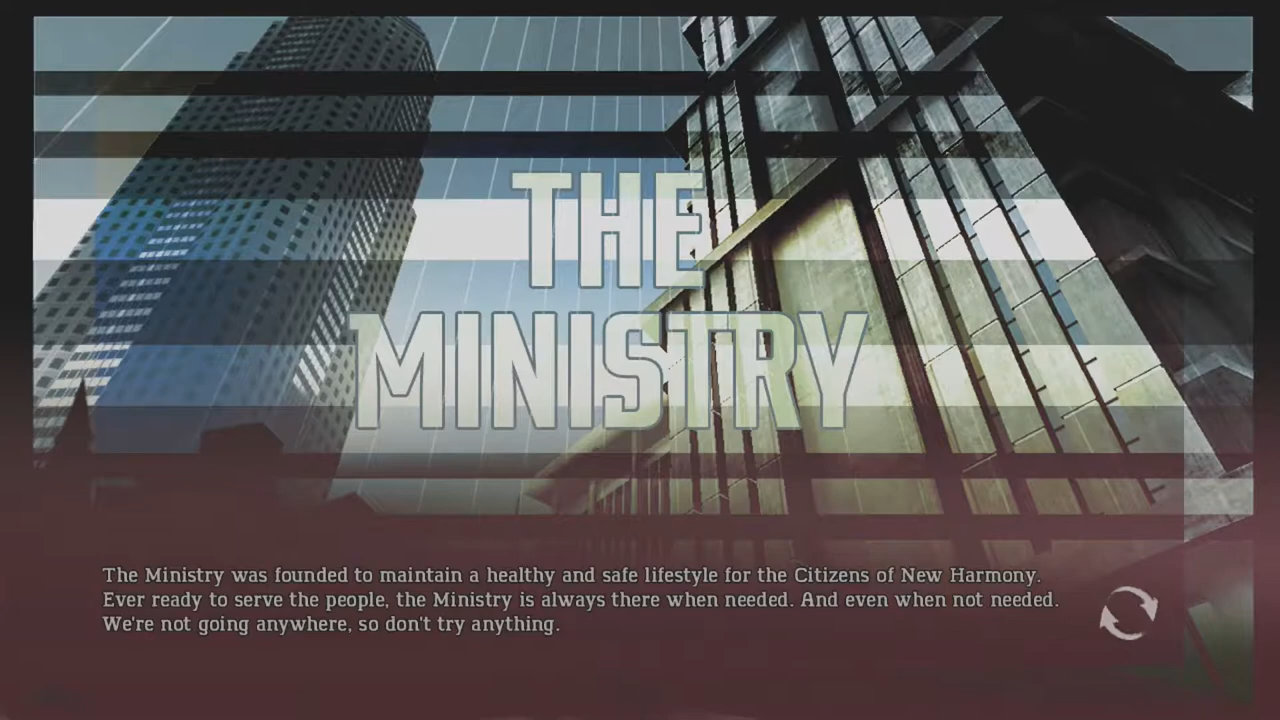 THE
MINISTRY
The Ministry was founded to maintain a healthy and safe lifestyle for the Citizens of New Harmony.
Ever ready to serve the people, the Ministry is always there when needed. And even when not needed.
We're not going anywhere, so don't try anything.